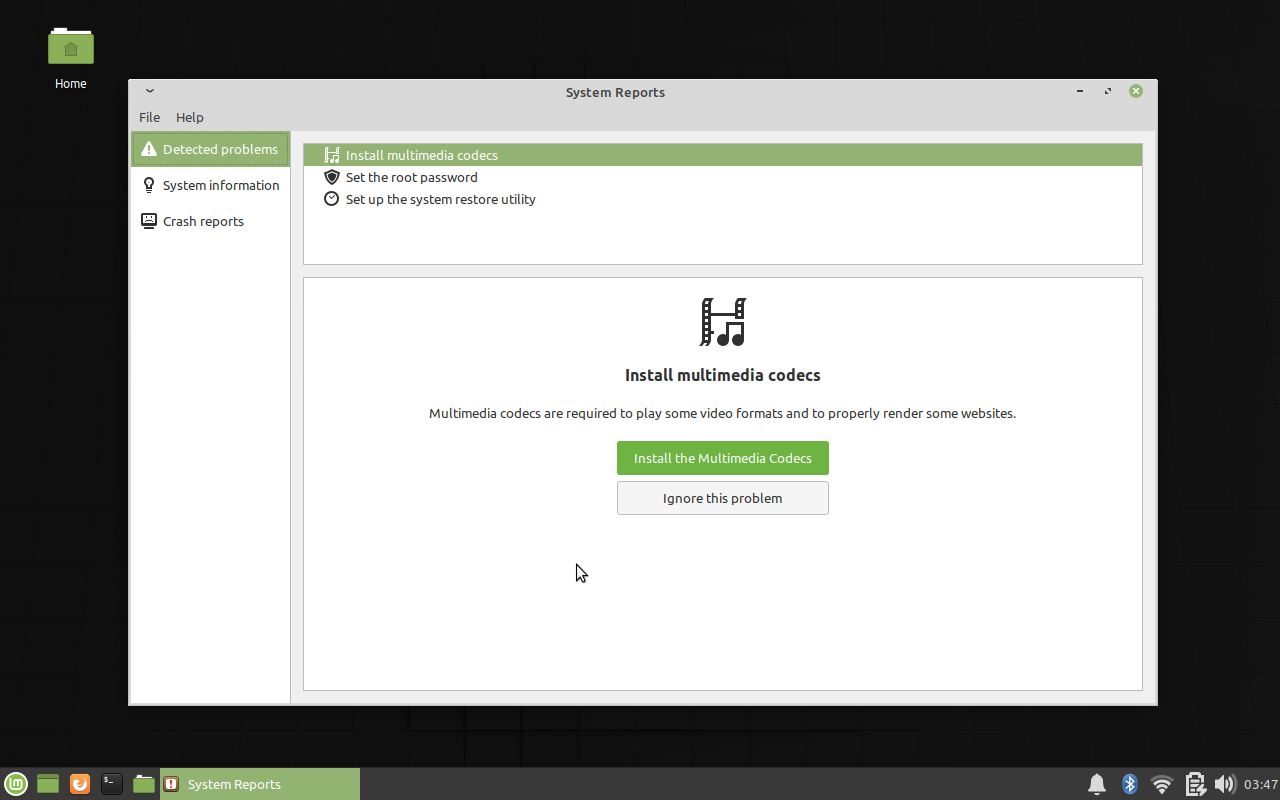 Home
System Reports
File Help
Detected problems
System information
Crash reports
Install multimedia codecs
Set the root password
Set up the system restore utility
Install multimedia codecs
Multimedia codecs are required to play some video formats and to properly render some websites.
Install the Multimedia Codecs
Ignore this problem
lm $_ System Reports 03:47